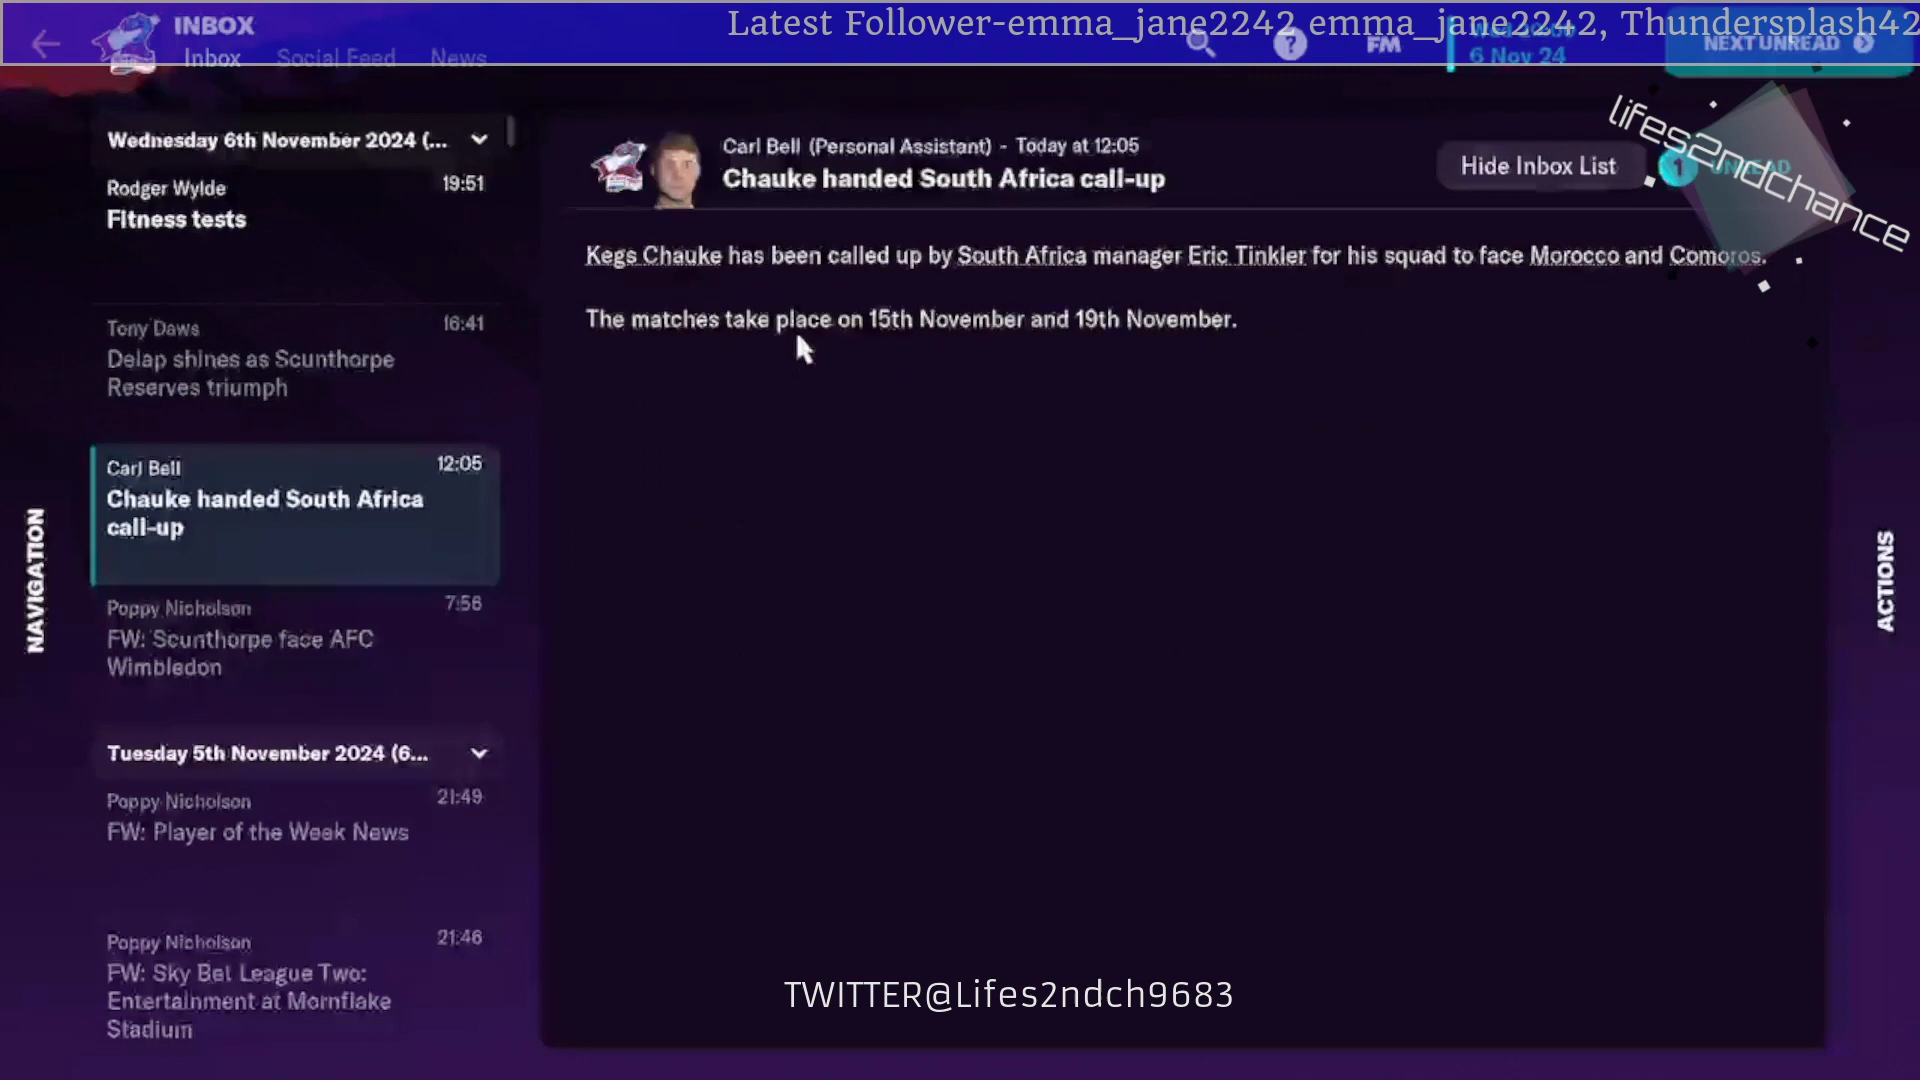 Latest Follower-emma_jane2242 emma_jane2242, Thundersplash42
INBOX
Inbox Social Feed News
? FM
6 Nov 24
NEXT UNREAD
lifes2ndchance
Wednesday 6th November 2024 (...
Rodger Wylde 19:51
Fitness tests
Tony Daws 16:41
Delap shines as Scunthorpe
Reserves triumph
Carl Bell 12:05
Chauke handed South Africa
call-up
Poppy Nicholson 7:56
FW: Scunthorpe face AFC
Wimbledon
Tuesday 5th November 2024 (6...
Poppy Nicholson 21:49
FW: Player of the Week News
Poppy Nicholson 21:46
FW: Sky Bet League Two:
Entertainment at Mornflake
Stadium
Carl Bell (Personal Assistant) - Today at 12:05
Chauke handed South Africa call-up
Hide Inbox List
1 UNREAD
Kegs Chauke has been called up by South Africa manager Eric Tinkler for his squad to face Morocco and Comoros.
The matches take place on 15th November and 19th November.
NAVIGATION
ACTIONS
TWITTER@Lifes2ndch9683